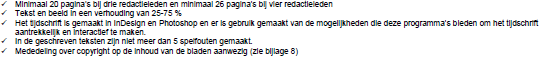 ✓ Minimaal 20 pagina's bij drie redactieleden en minimaal 26 pagina's bij vier redactieleden
✓ Tekst en beeld in een verhouding van 25-75 %
✓ Het tijdschrift is gemaakt in InDesign en Photoshop en er is gebruik gemaakt van de mogelijkheden die deze programma's bieden om het tijdschrift
aantrekkelijk en interactief te maken.
✓ In de geschreven teksten zijn niet meer dan 5 spelfouten gemaakt.
✓ Mededeling over copyright op de inhoud van de bladen aanwezig (zie bijlage 8)